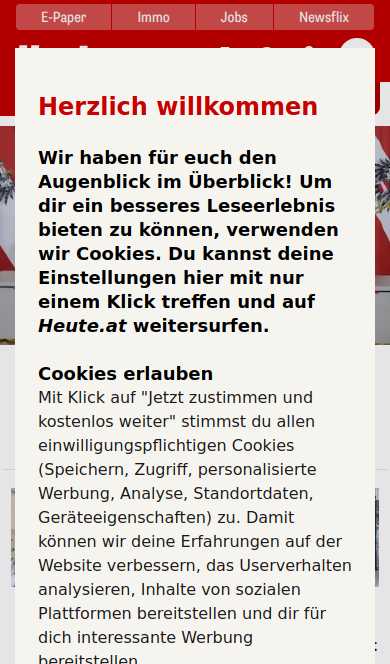 E-Paper
Immo
Jobs
Newsflix
Herzlich willkommen
Wir haben für euch den
Augenblick im Überblick! Um
dir ein besseres Leseerlebnis
bieten zu können, verwenden
wir Cookies. Du kannst deine
Einstellungen hier mit nur
einem Klick treffen und auf
Heute.at weitersurfen.
Cookies erlauben
Mit Klick auf "Jetzt zustimmen und
kostenlos weiter" stimmst du allen
einwilligungspflichtigen Cookies
(Speichern, Zugriff, personalisierte
Werbung, Analyse, Standortdaten,
Geräteeigenschaften) zu. Damit
können wir deine Erfahrungen auf der
Website verbessern, das Userverhalten
analysieren, Inhalte von sozialen
Plattformen bereitstellen und dir für
dich interessante Werbung
bereitstellen